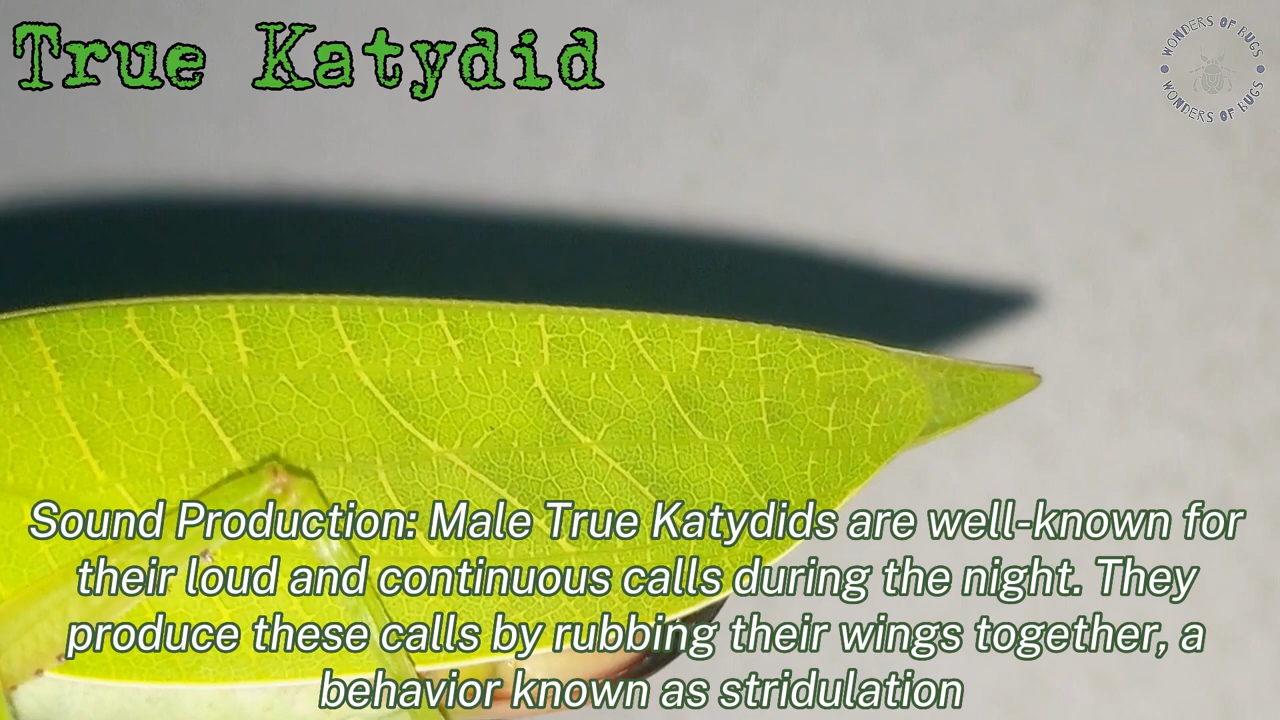 True Katydid
WONDERS OF BUGS
WONDERS OF BUGS
Sound Production: Male True Katydids are well-known for
their loud and continuous calls during the night. They
produce these calls by rubbing their wings together, a
behavior known as stridulation